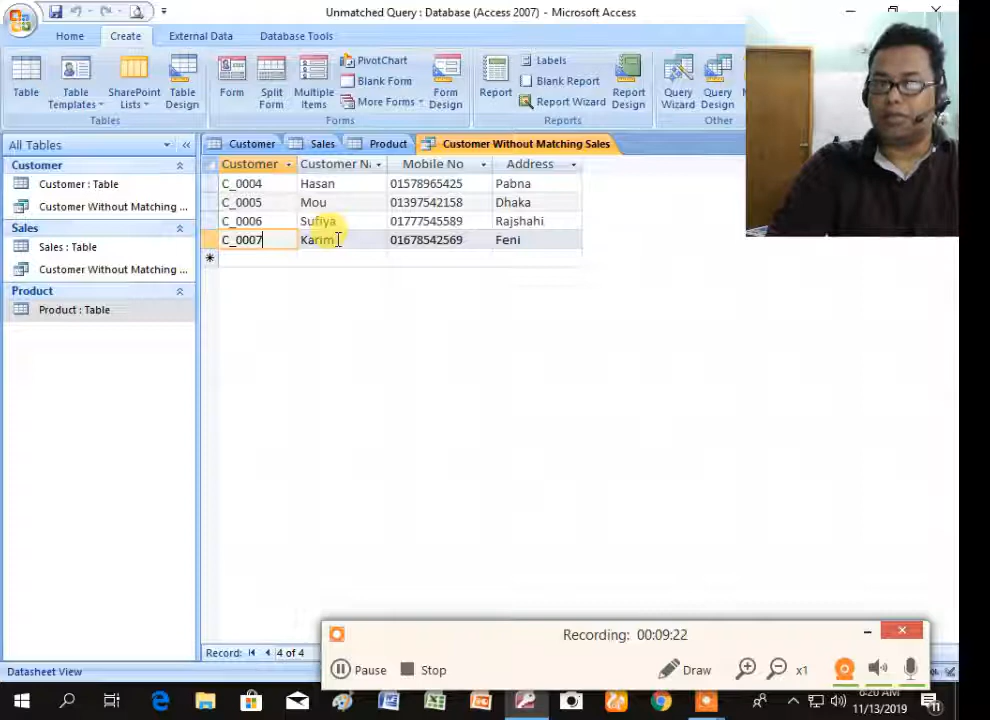 Unmatched Query : Database (Access 2007) - Microsoft Access
Home Create External Data Database Tools
Table
Table Templates
SharePoint Lists
Table Design
Form
Split Form
Multiple Items
PivotChart
Blank Form
More Forms
Form Design
Report
Labels
Blank Report
Report Wizard
Report Design
Query Wizard
Query Design
Tables Forms Reports Other
All Tables
Customer
Customer : Table
Customer Without Matching ...
Sales
Sales : Table
Customer Without Matching ...
Product
Product : Table
Customer Sales Product Customer Without Matching Sales
Customer Customer Na Mobile No Address
C_0004 Hasan 01578965425 Pabna
C_0005 Mou 01397542158 Dhaka
C_0006 Sufiya 01777545589 Rajshahi
C_0007 Karim 01678542569 Feni
Record: 4 of 4
Datasheet View
Recording: 00:09:22
Pause Stop Draw x1
6:20 AM
11/13/2019
11